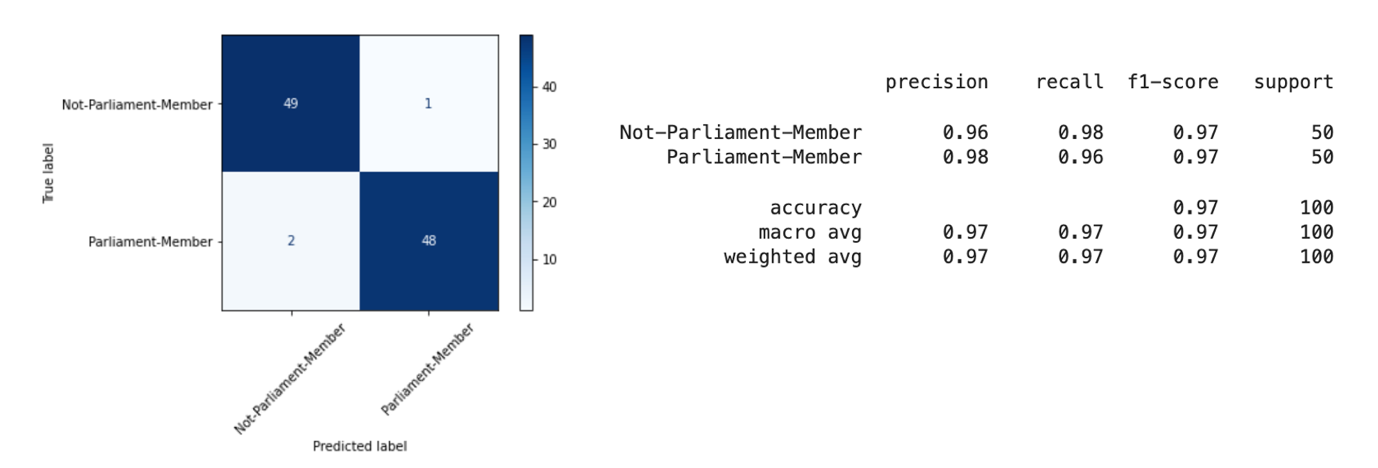 True label
Not-Parliament-Member
49
1
Parliament-Member
2
48
40
30
20
10
Not-Parliament-Member
Parliament-Member
Predicted label
precision recall f1-score support
Not-Parliament-Member 0.96 0.98 0.97 50
Parliament-Member 0.98 0.96 0.97 50
accuracy 0.97 100
macro avg 0.97 0.97 0.97 100
weighted avg 0.97 0.97 0.97 100